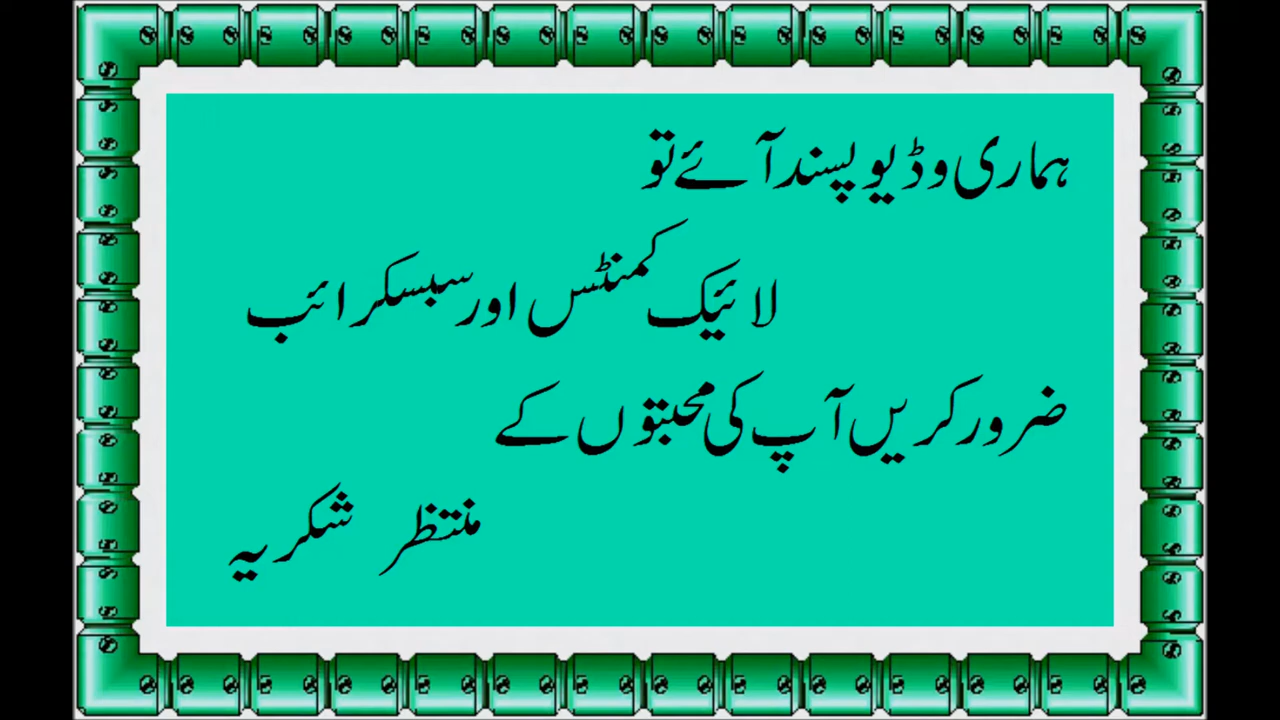 ہماری وڈیو پسند آئے تو
لائیک کمنٹس اور سبسکرائب
ضرور کریں آپ کی محبتوں کے
منتظر شکریہ